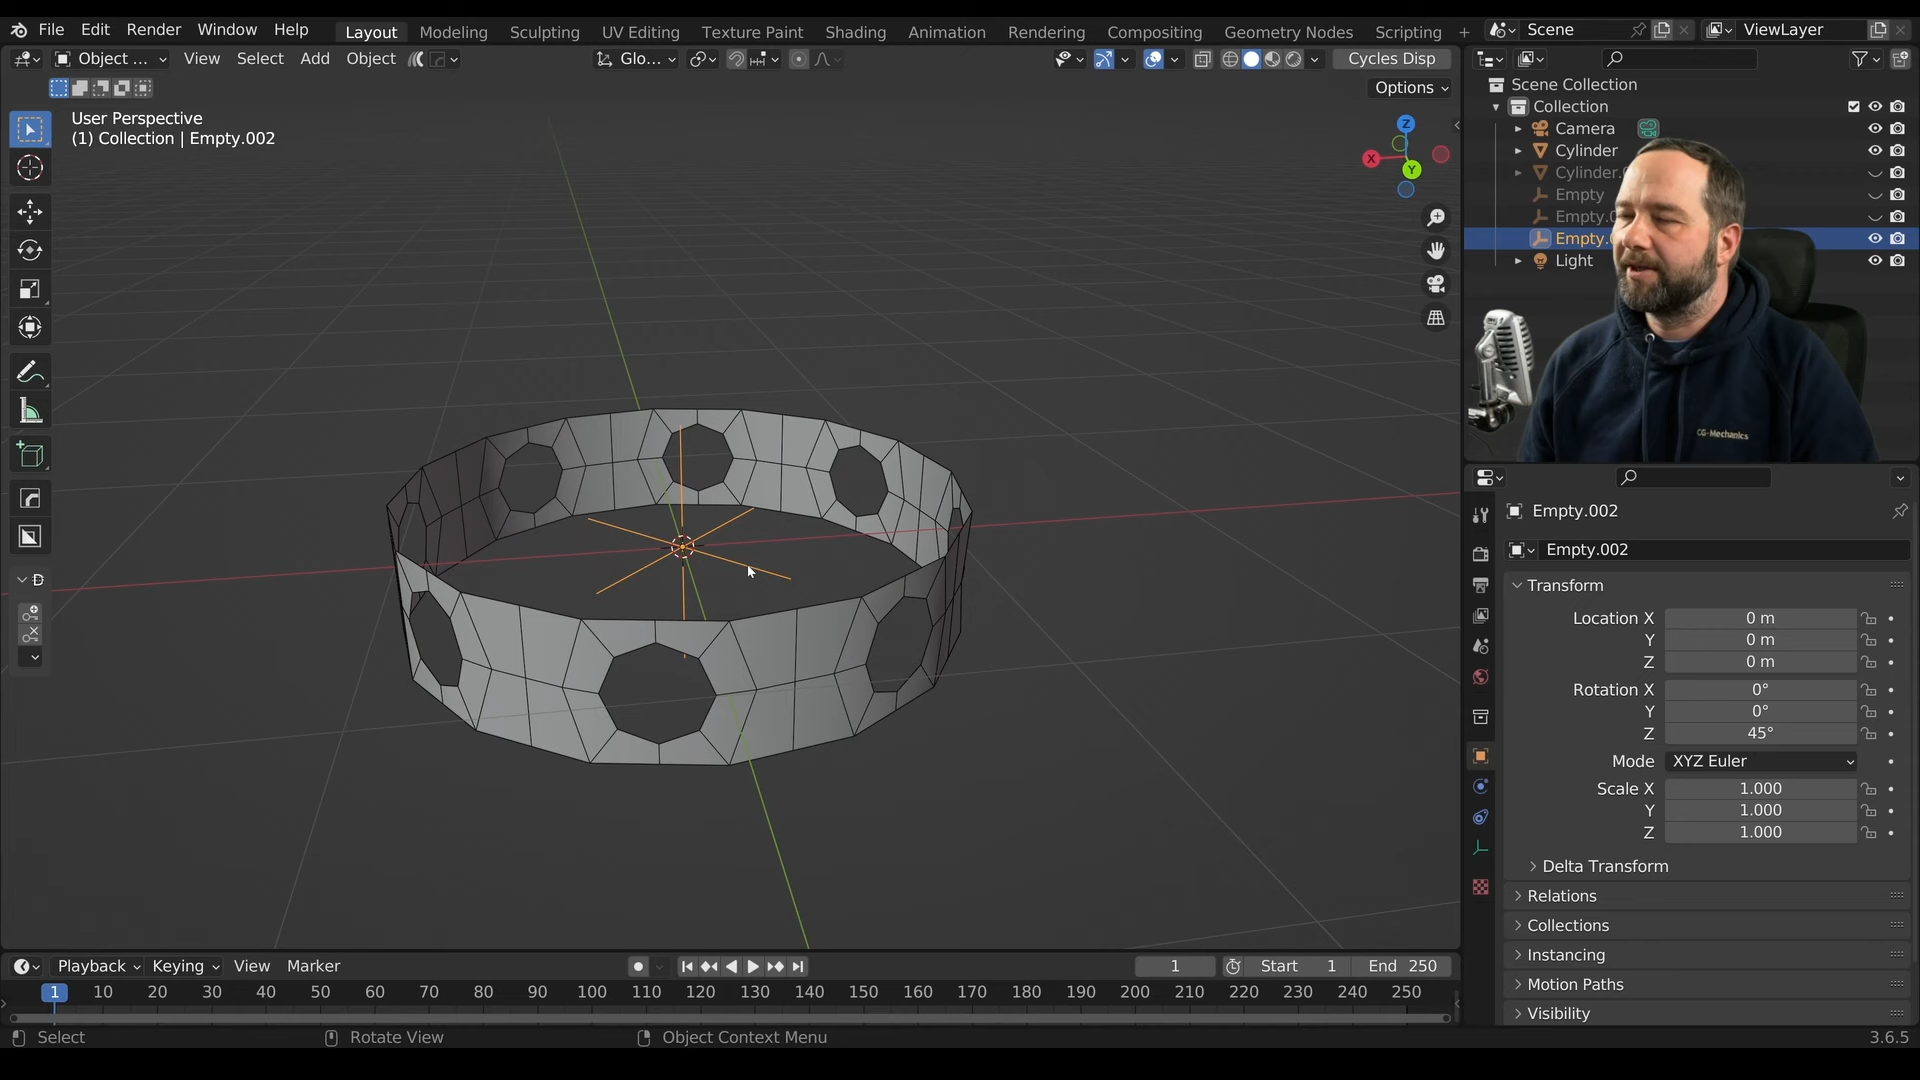 File Edit Render Window Help Layout Modeling Sculpting UV Editing Texture Paint Shading Animation Rendering Compositing Geometry Nodes Scripting + Scene ViewLayer
Object ... View Select Add Object Glo... Cycles Disp
Options
User Perspective
(1) Collection | Empty.002
Z
X
Y
D
Scene Collection
Collection
Camera
Cylinder
Cylinder.
Empty
Empty.
Empty.
Light
CG-Mechanics
Empty.002
Empty.002
Transform
Location X 0 m
Y 0 m
Z 0 m
Rotation X 0°
Y 0°
Z 45°
Mode XYZ Euler
Scale X 1.000
Y 1.000
Z 1.000
Delta Transform
Relations
Collections
Instancing
Motion Paths
Visibility
Playback Keying View Marker 1 Start 1 End 250
1 10 20 30 40 50 60 70 80 90 100 110 120 130 140 150 160 170 180 190 200 210 220 230 240 250
Select Rotate View Object Context Menu 3.6.5